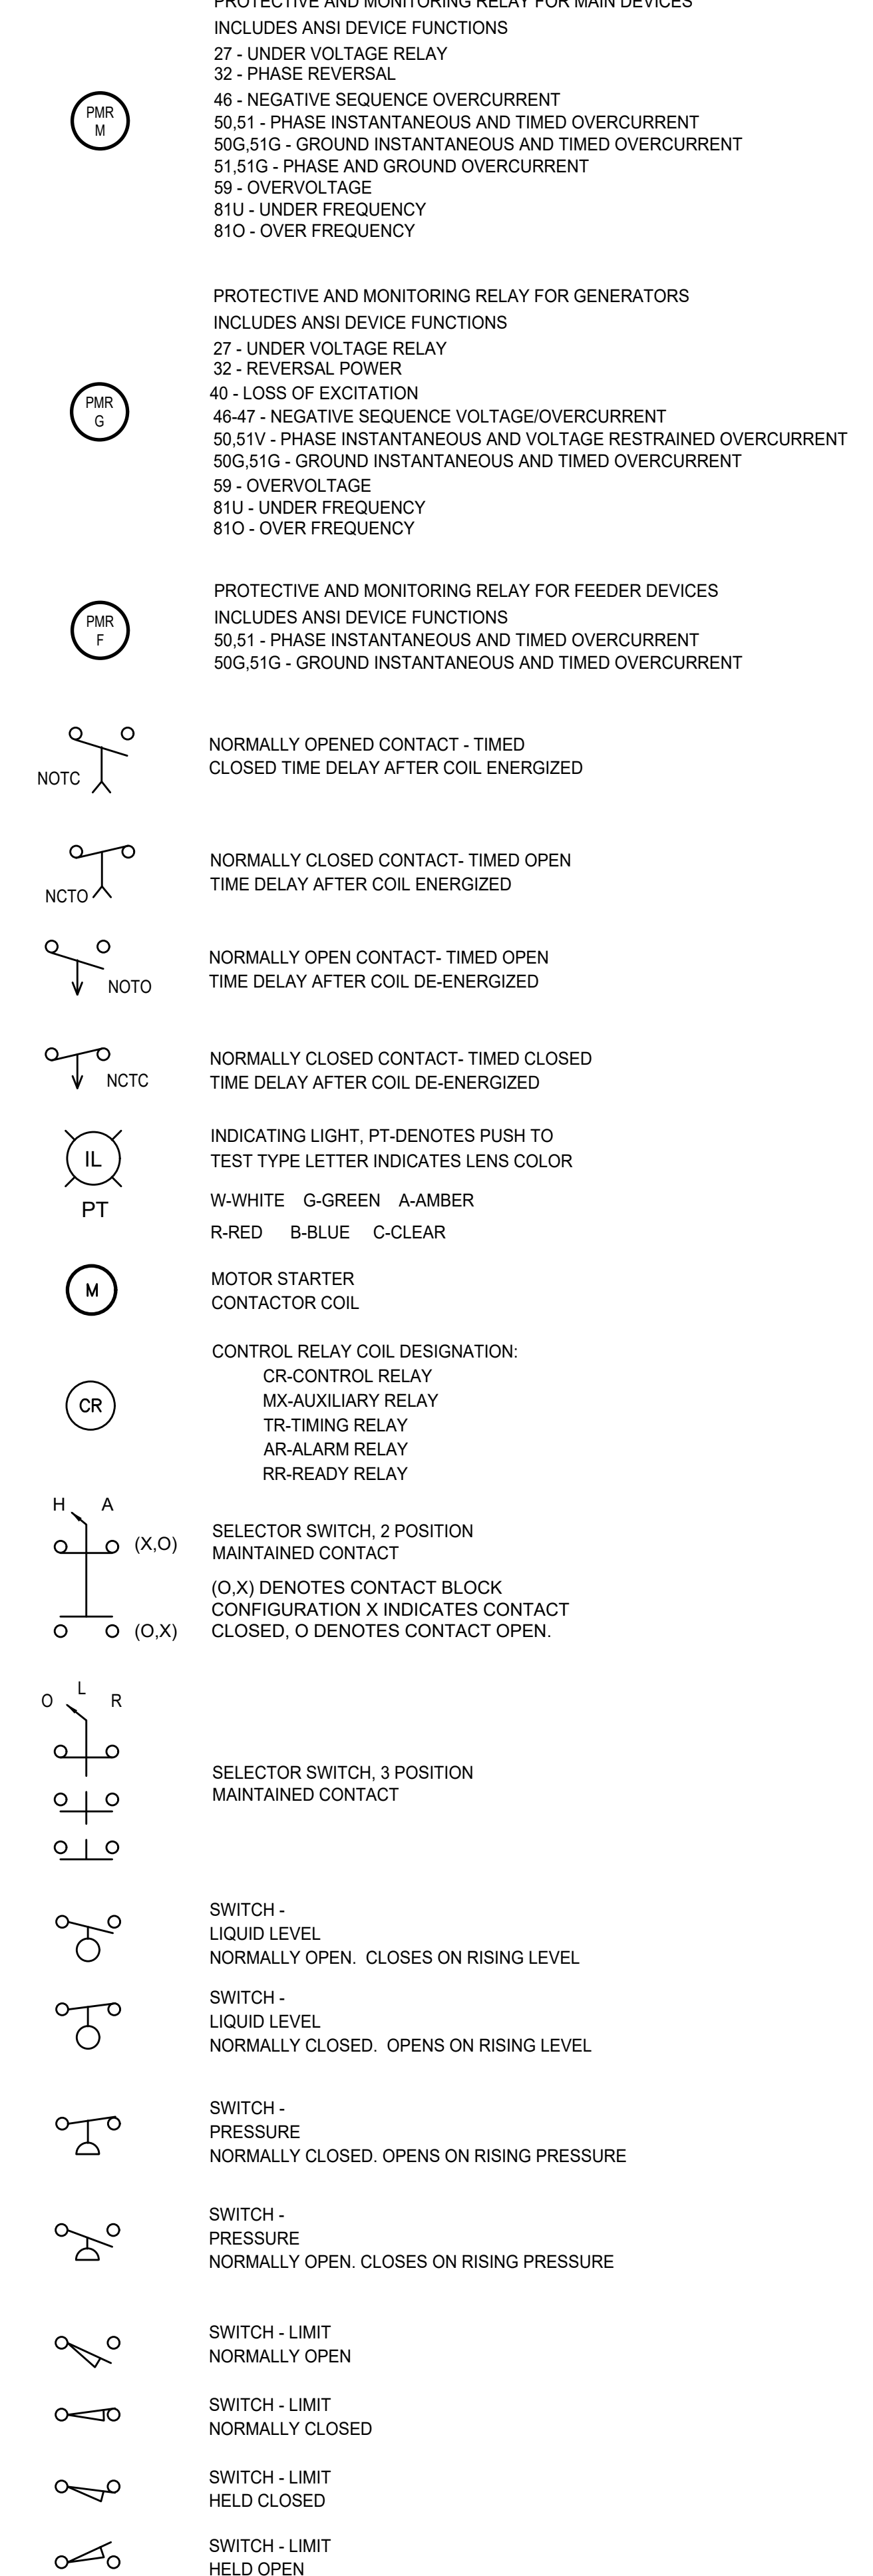 PROTECTIVE AND MONITORING RELAY FOR MAIN DEVICES
INCLUDES ANSI DEVICE FUNCTIONS
27 - UNDER VOLTAGE RELAY
32 - PHASE REVERSAL
46 - NEGATIVE SEQUENCE OVERCURRENT
50,51 - PHASE INSTANTANEOUS AND TIMED OVERCURRENT
50G,51G - GROUND INSTANTANEOUS AND TIMED OVERCURRENT
51,51G - PHASE AND GROUND OVERCURRENT
59 - OVERVOLTAGE
81U - UNDER FREQUENCY
81O - OVER FREQUENCY
PMR
M
PROTECTIVE AND MONITORING RELAY FOR GENERATORS
INCLUDES ANSI DEVICE FUNCTIONS
27 - UNDER VOLTAGE RELAY
32 - REVERSAL POWER
40 - LOSS OF EXCITATION
46-47 - NEGATIVE SEQUENCE VOLTAGE/OVERCURRENT
50,51V - PHASE INSTANTANEOUS AND VOLTAGE RESTRAINED OVERCURRENT
50G,51G - GROUND INSTANTANEOUS AND TIMED OVERCURRENT
59 - OVERVOLTAGE
81U - UNDER FREQUENCY
81O - OVER FREQUENCY
PMR
G
PROTECTIVE AND MONITORING RELAY FOR FEEDER DEVICES
INCLUDES ANSI DEVICE FUNCTIONS
50,51 - PHASE INSTANTANEOUS AND TIMED OVERCURRENT
50G,51G - GROUND INSTANTANEOUS AND TIMED OVERCURRENT
PMR
F
NOTC
NORMALLY OPENED CONTACT - TIMED
CLOSED TIME DELAY AFTER COIL ENERGIZED
NCTO
NORMALLY CLOSED CONTACT- TIMED OPEN
TIME DELAY AFTER COIL ENERGIZED
NOTO
NORMALLY OPEN CONTACT- TIMED OPEN
TIME DELAY AFTER COIL DE-ENERGIZED
NCTC
NORMALLY CLOSED CONTACT- TIMED CLOSED
TIME DELAY AFTER COIL DE-ENERGIZED
IL
PT
INDICATING LIGHT, PT-DENOTES PUSH TO
TEST TYPE LETTER INDICATES LENS COLOR
W-WHITE G-GREEN A-AMBER
R-RED B-BLUE C-CLEAR
M
MOTOR STARTER
CONTACTOR COIL
CR
CONTROL RELAY COIL DESIGNATION:
CR-CONTROL RELAY
MX-AUXILIARY RELAY
TR-TIMING RELAY
AR-ALARM RELAY
RR-READY RELAY
H A
(X,O)
(O,X)
SELECTOR SWITCH, 2 POSITION
MAINTAINED CONTACT
(O,X) DENOTES CONTACT BLOCK
CONFIGURATION X INDICATES CONTACT
CLOSED, O DENOTES CONTACT OPEN.
O L R
SELECTOR SWITCH, 3 POSITION
MAINTAINED CONTACT
SWITCH -
LIQUID LEVEL
NORMALLY OPEN. CLOSES ON RISING LEVEL
SWITCH -
LIQUID LEVEL
NORMALLY CLOSED. OPENS ON RISING LEVEL
SWITCH -
PRESSURE
NORMALLY CLOSED. OPENS ON RISING PRESSURE
SWITCH -
PRESSURE
NORMALLY OPEN. CLOSES ON RISING PRESSURE
SWITCH - LIMIT
NORMALLY OPEN
SWITCH - LIMIT
NORMALLY CLOSED
SWITCH - LIMIT
HELD CLOSED
SWITCH - LIMIT
HELD OPEN